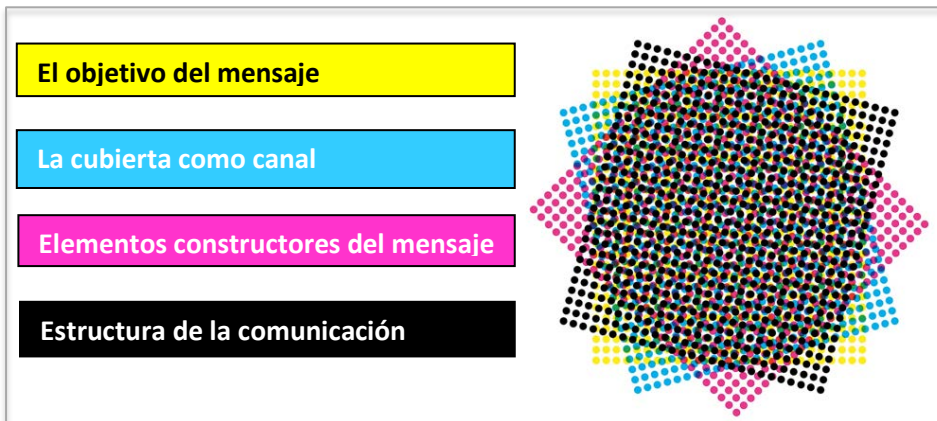 El objetivo del mensaje
La cubierta como canal
Elementos constructores del mensaje
Estructura de la comunicación